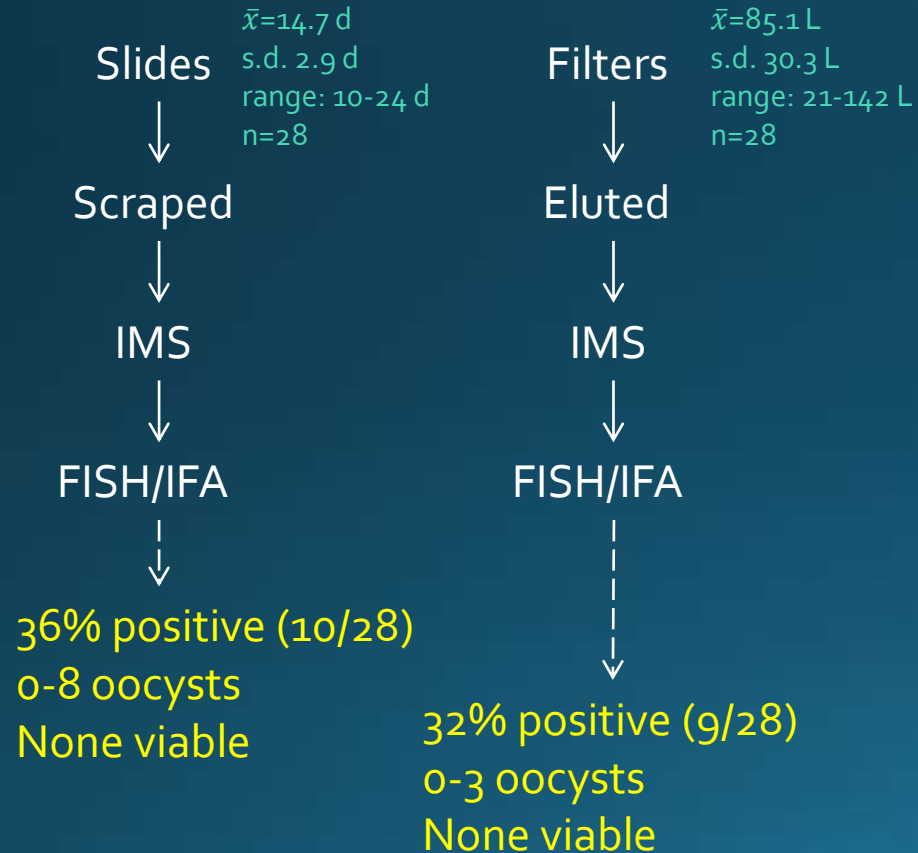 Slides
x̄=14.7 d
s.d. 2.9 d
range: 10-24 d
n=28
Scraped
IMS
FISH/IFA
36% positive (10/28)
0-8 oocysts
None viable
Filters
x̄=85.1 L
s.d. 30.3 L
range: 21-142 L
n=28
Eluted
IMS
FISH/IFA
32% positive (9/28)
0-3 oocysts
None viable